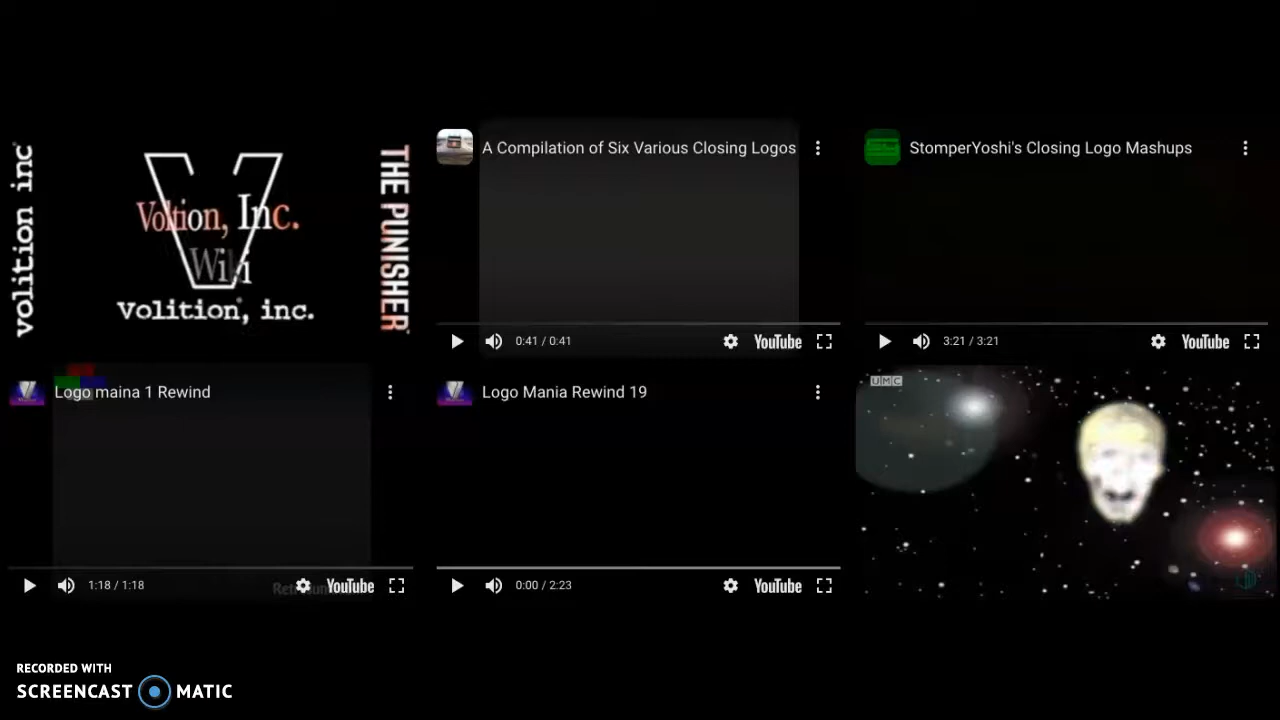 volition inc
Voltion, Inc.
Wiki
Volition, inc.
THE PUNISHER
A Compilation of Six Various Closing Logos
0:41 / 0:41
YouTube
StomperYoshi's Closing Logo Mashups
3:21 / 3:21
YouTube
Logo maina 1 Rewind
1:18 / 1:18
YouTube
Logo Mania Rewind 19
0:00 / 2:23
YouTube
UMC
RECORDED WITH
SCREENCAST MATIC